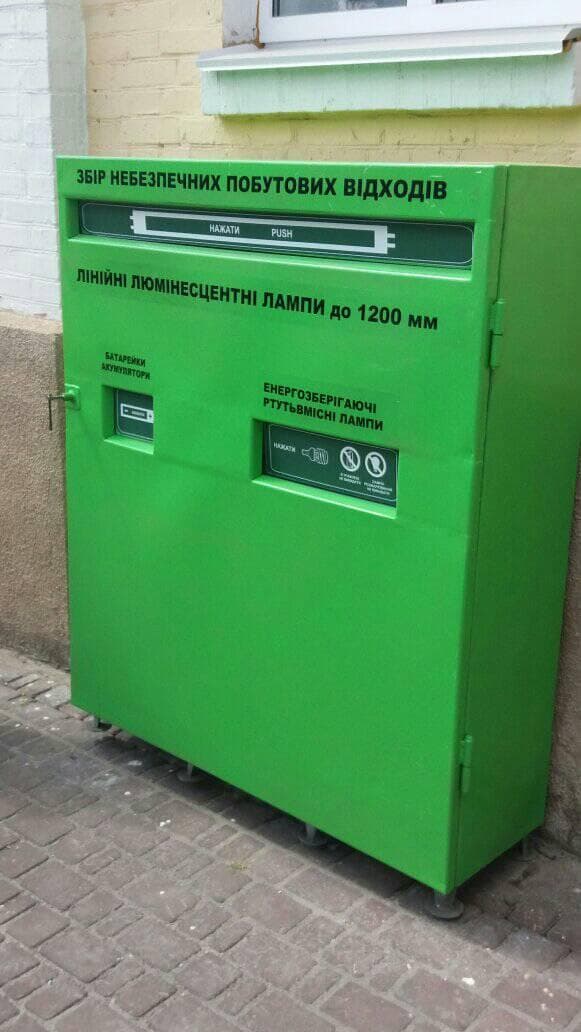 ЗБІР НЕБЕЗПЕЧНИХ ПОБУТОВИХ ВІДХОДІВ
НАЖАТИ PUSH
ЛІНІЙНІ ЛЮМІНЕСЦЕНТНІ ЛАМПИ до 1200 мм
БАТАРЕЙКИ
АКУМУЛЯТОРИ
ЕНЕРГОЗБЕРІГАЮЧІ
РТУТЬВМІСНІ ЛАМПИ
НАЖАТИ